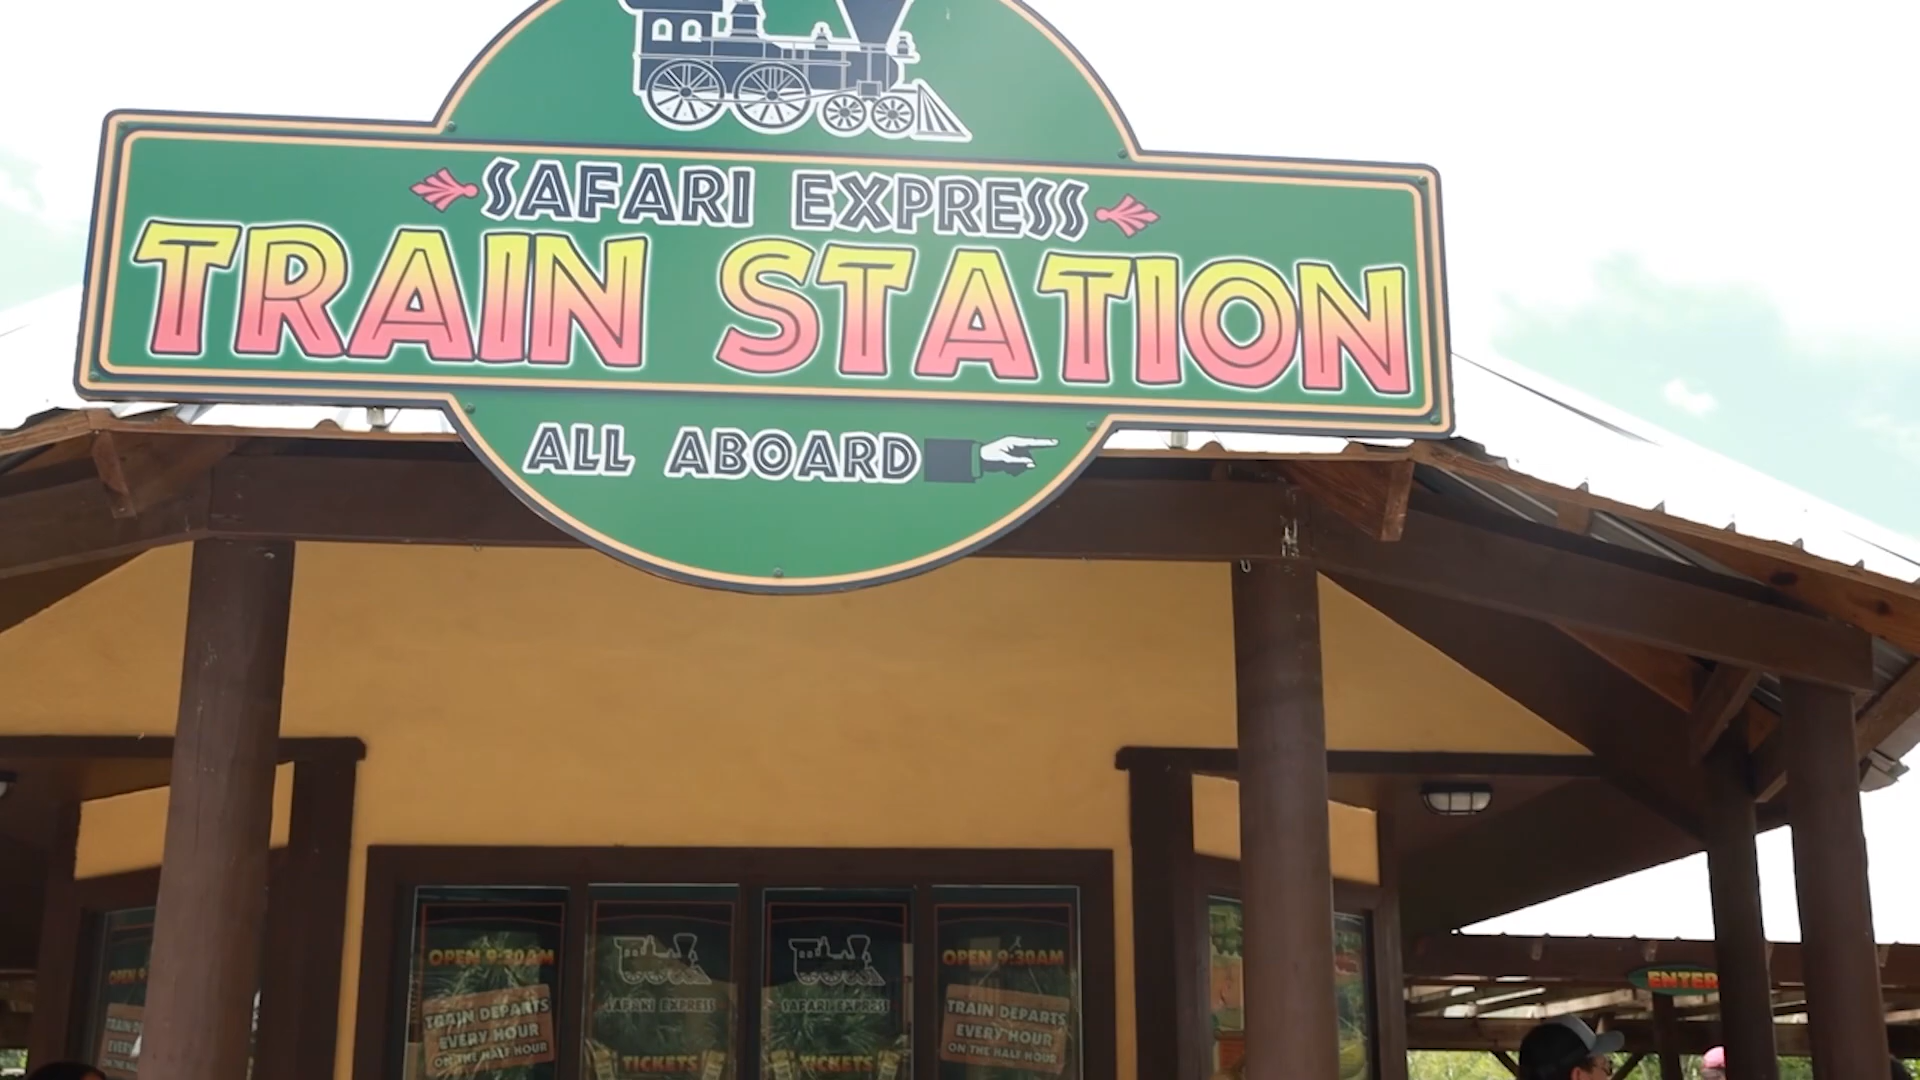 SAFARI EXPRESS
TRAIN STATION
ALL ABOARD
OPEN 9:30AM
TRAIN DEPARTS
EVERY HOUR
ON THE HALF HOUR
SAFARI EXPRESS
TICKETS
SAFARI EXPRESS
TICKETS
OPEN 9:30AM
TRAIN DEPARTS
EVERY HOUR
ON THE HALF HOUR
ENTER